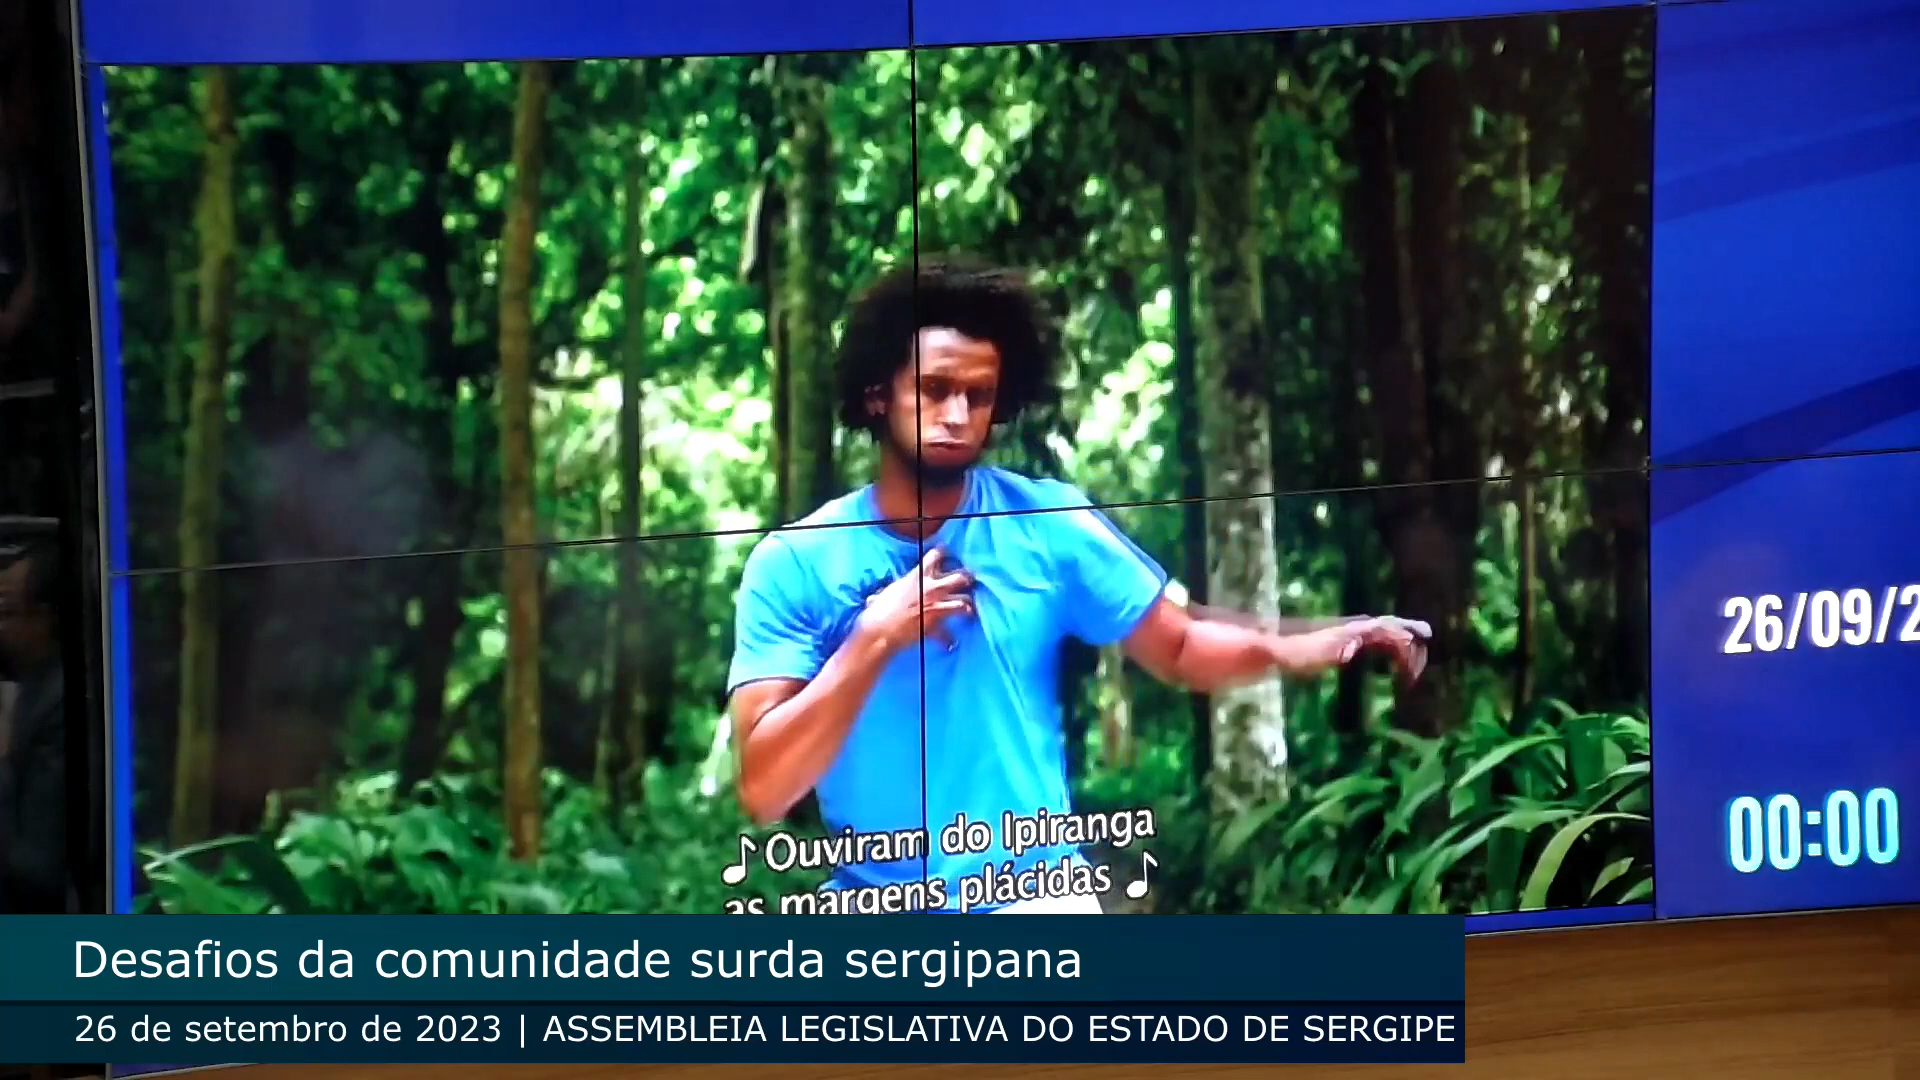 ♪ Ouviram do Ipiranga
as margens plácidas ♪
26/09/2
00:00
Desafios da comunidade surda sergipana
26 de setembro de 2023 | ASSEMBLEIA LEGISLATIVA DO ESTADO DE SERGIPE